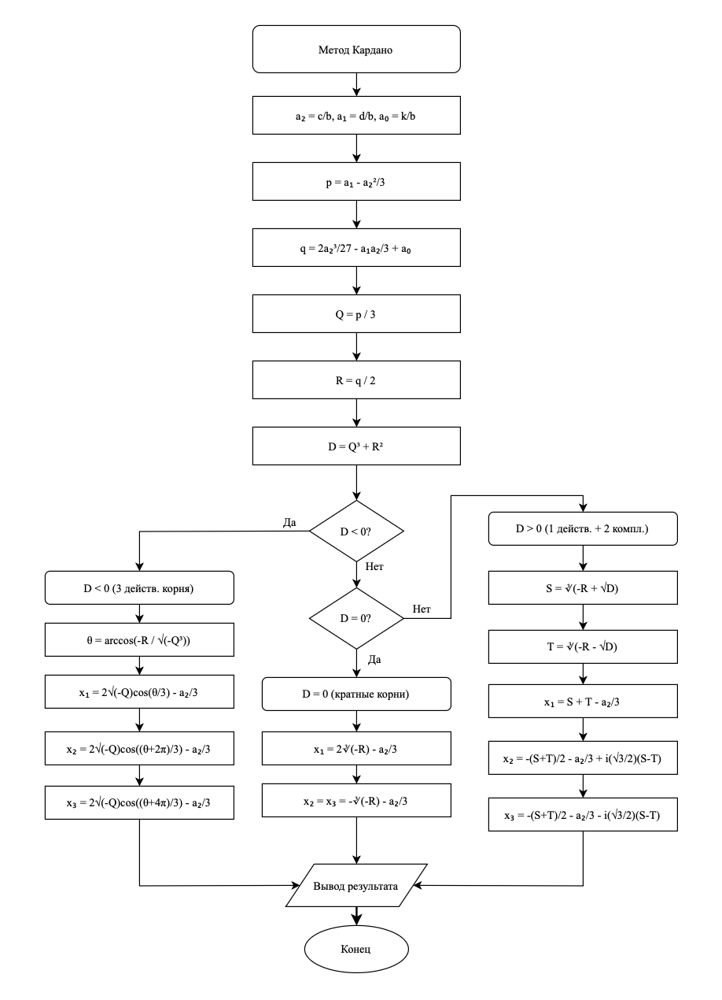 Метод Кардано
a₂ = c/b, a₁ = d/b, a₀ = k/b
p = a₁ - a₂²/3
q = 2a₂³/27 - a₁a₂/3 + a₀
Q = p / 3
R = q / 2
D = Q³ + R²
D < 0?
Да
Нет
D < 0 (3 действ. корня)
θ = arccos(-R / √(-Q³))
x₁ = 2√(-Q)cos(θ/3) - a₂/3
x₂ = 2√(-Q)cos((θ+2π)/3) - a₂/3
x₃ = 2√(-Q)cos((θ+4π)/3) - a₂/3
D = 0?
Нет
Да
D = 0 (кратные корни)
x₁ = 2∛(-R) - a₂/3
x₂ = x₃ = -∛(-R) - a₂/3
D > 0 (1 действ. + 2 компл.)
S = ∛(-R + √D)
T = ∛(-R - √D)
x₁ = S + T - a₂/3
x₂ = -(S+T)/2 - a₂/3 + i(√3/2)(S-T)
x₃ = -(S+T)/2 - a₂/3 - i(√3/2)(S-T)
Вывод результата
Конец